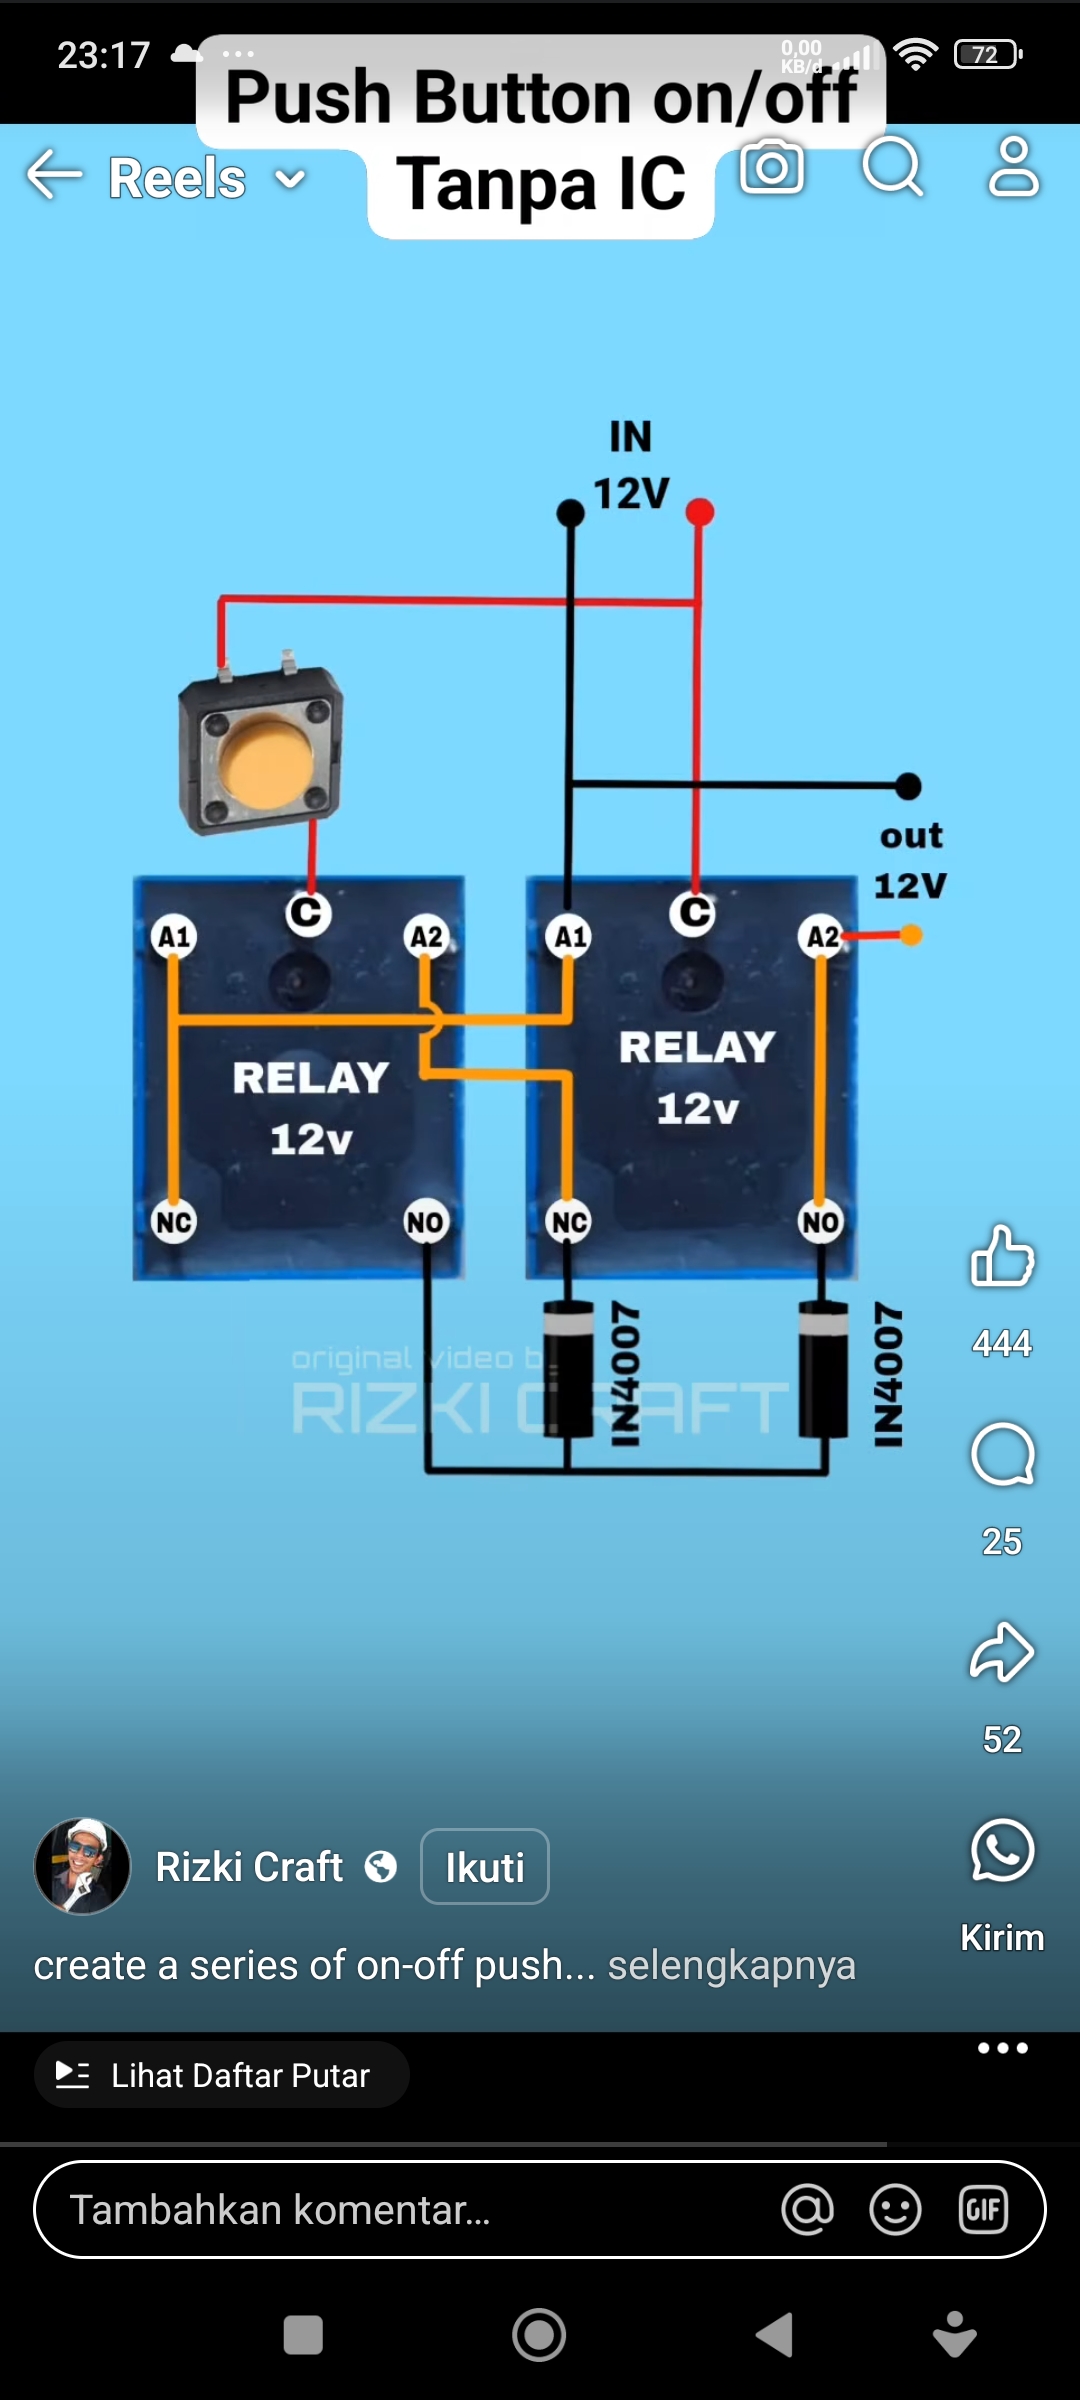 23:17
0,00
KB/d
72
Push Button on/off
Tanpa IC
Reels
IN
12V
out
12V
C
C
A1
A2
A1
A2
RELAY
12v
RELAY
12v
NC
NO
NC
NO
IN4007
IN4007
original video b
RIZKI C RAFT
444
25
52
Kirim
Rizki Craft
Ikuti
create a series of on-off push... selengkapnya
Lihat Daftar Putar
Tambahkan komentar...
GIF